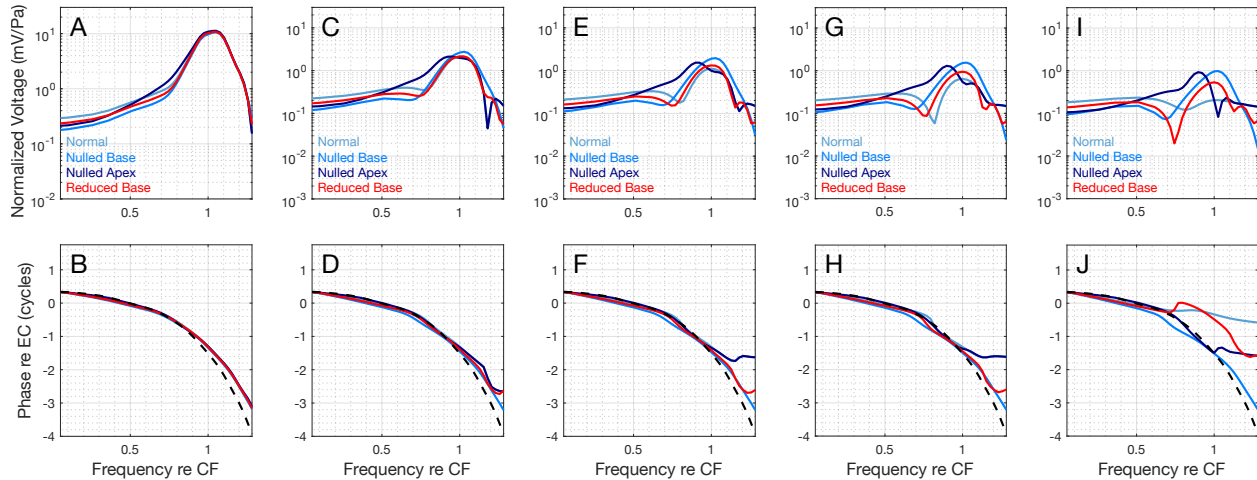 A
C
E
G
I
Normalized Voltage (mV/Pa)
10^1
10^0
10^-1
10^-2
Normal
Nulled Base
Nulled Apex
Reduced Base
0.5
1
10^1
10^0
10^-1
10^-2
Normal
Nulled Base
Nulled Apex
Reduced Base
0.5
1
10^1
10^0
10^-1
10^-2
Normal
Nulled Base
Nulled Apex
Reduced Base
0.5
1
10^1
10^0
10^-1
10^-2
Normal
Nulled Base
Nulled Apex
Reduced Base
0.5
1
10^1
10^0
10^-1
10^-2
Normal
Nulled Base
Nulled Apex
Reduced Base
0.5
1
B
D
F
H
J
Phase re EC (cycles)
1
0
-1
-2
-3
-4
0.5
1
Frequency re CF
1
0
-1
-2
-3
-4
0.5
1
Frequency re CF
1
0
-1
-2
-3
-4
0.5
1
Frequency re CF
1
0
-1
-2
-3
-4
0.5
1
Frequency re CF
1
0
-1
-2
-3
-4
0.5
1
Frequency re CF